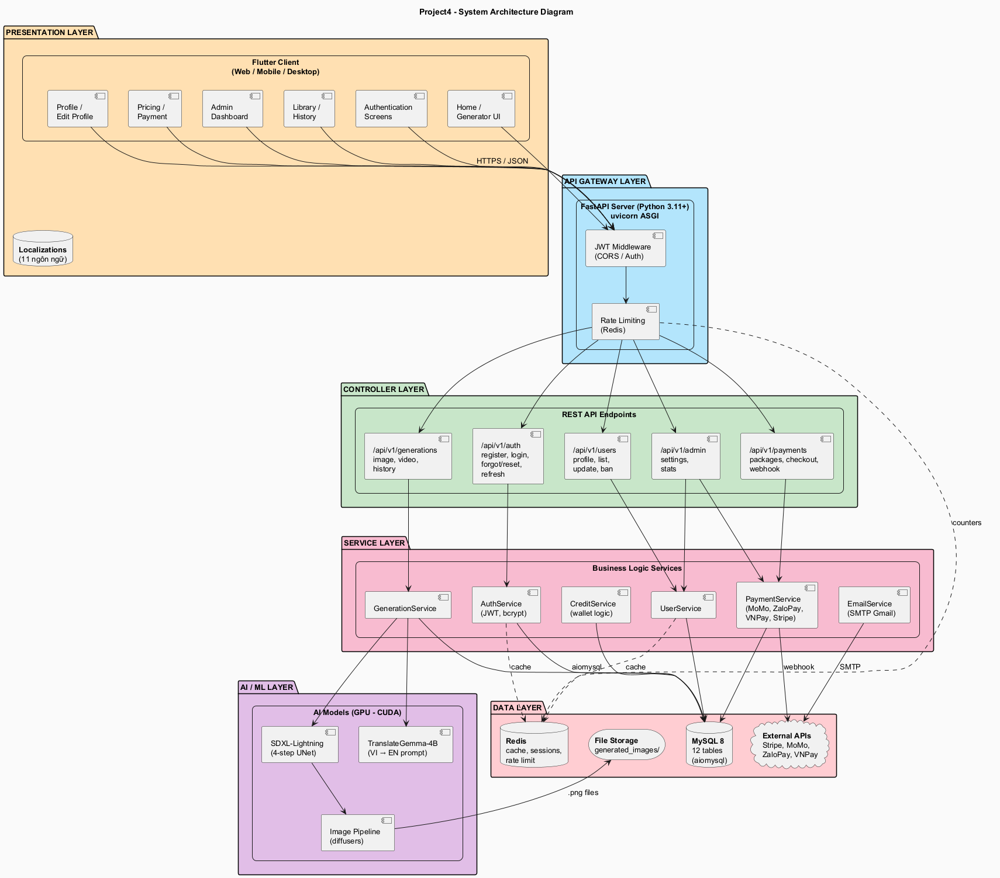 Project4 - System Architecture Diagram
PRESENTATION LAYER
Flutter Client
(Web / Mobile / Desktop)
Profile /
Edit Profile
Pricing /
Payment
Admin
Dashboard
Library /
History
Authentication
Screens
Home /
Generator UI
HTTPS / JSON
Localizations
(11 ngôn ngữ)
API GATEWAY LAYER
FastAPI Server (Python 3.11+)
uvicorn ASGI
JWT Middleware
(CORS / Auth)
Rate Limiting
(Redis)
CONTROLLER LAYER
REST API Endpoints
/api/v1/generations
image, video,
history
/api/v1/auth
register, login,
forgot/reset,
refresh
/api/v1/users
profile, list,
update, ban
/api/v1/admin
settings,
stats
/api/v1/payments
packages, checkout,
webhook
counters
SERVICE LAYER
Business Logic Services
GenerationService
AuthService
(JWT, bcrypt)
CreditService
(wallet logic)
UserService
PaymentService
(MoMo, ZaloPay,
VNPay, Stripe)
EmailService
(SMTP Gmail)
cache
aiomysql
cache
webhook
SMTP
AI / ML LAYER
AI Models (GPU - CUDA)
SDXL-Lightning
(4-step UNet)
TranslateGemma-4B
(VI → EN prompt)
Image Pipeline
(diffusers)
DATA LAYER
Redis
cache, sessions,
rate limit
File Storage
generated_images/
MySQL 8
12 tables
(aiomysql)
External APIs
Stripe, MoMo,
ZaloPay, VNPay
.png files